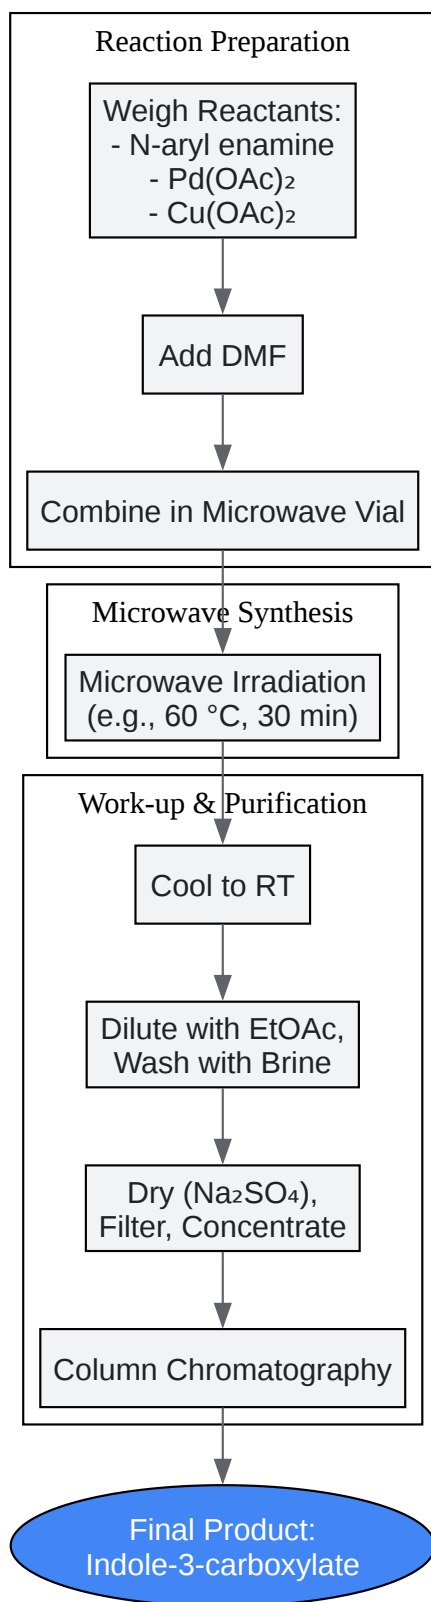 Reaction Preparation
Weigh Reactants:
- N-aryl enamine
- Pd(OAc)₂
- Cu(OAc)₂
Add DMF
Combine in Microwave Vial
Microwave Synthesis
Microwave Irradiation
(e.g., 60 °C, 30 min)
Work-up & Purification
Cool to RT
Dilute with EtOAc,
Wash with Brine
Dry (Na₂SO₄),
Filter, Concentrate
Column Chromatography
Final Product:
Indole-3-carboxylate